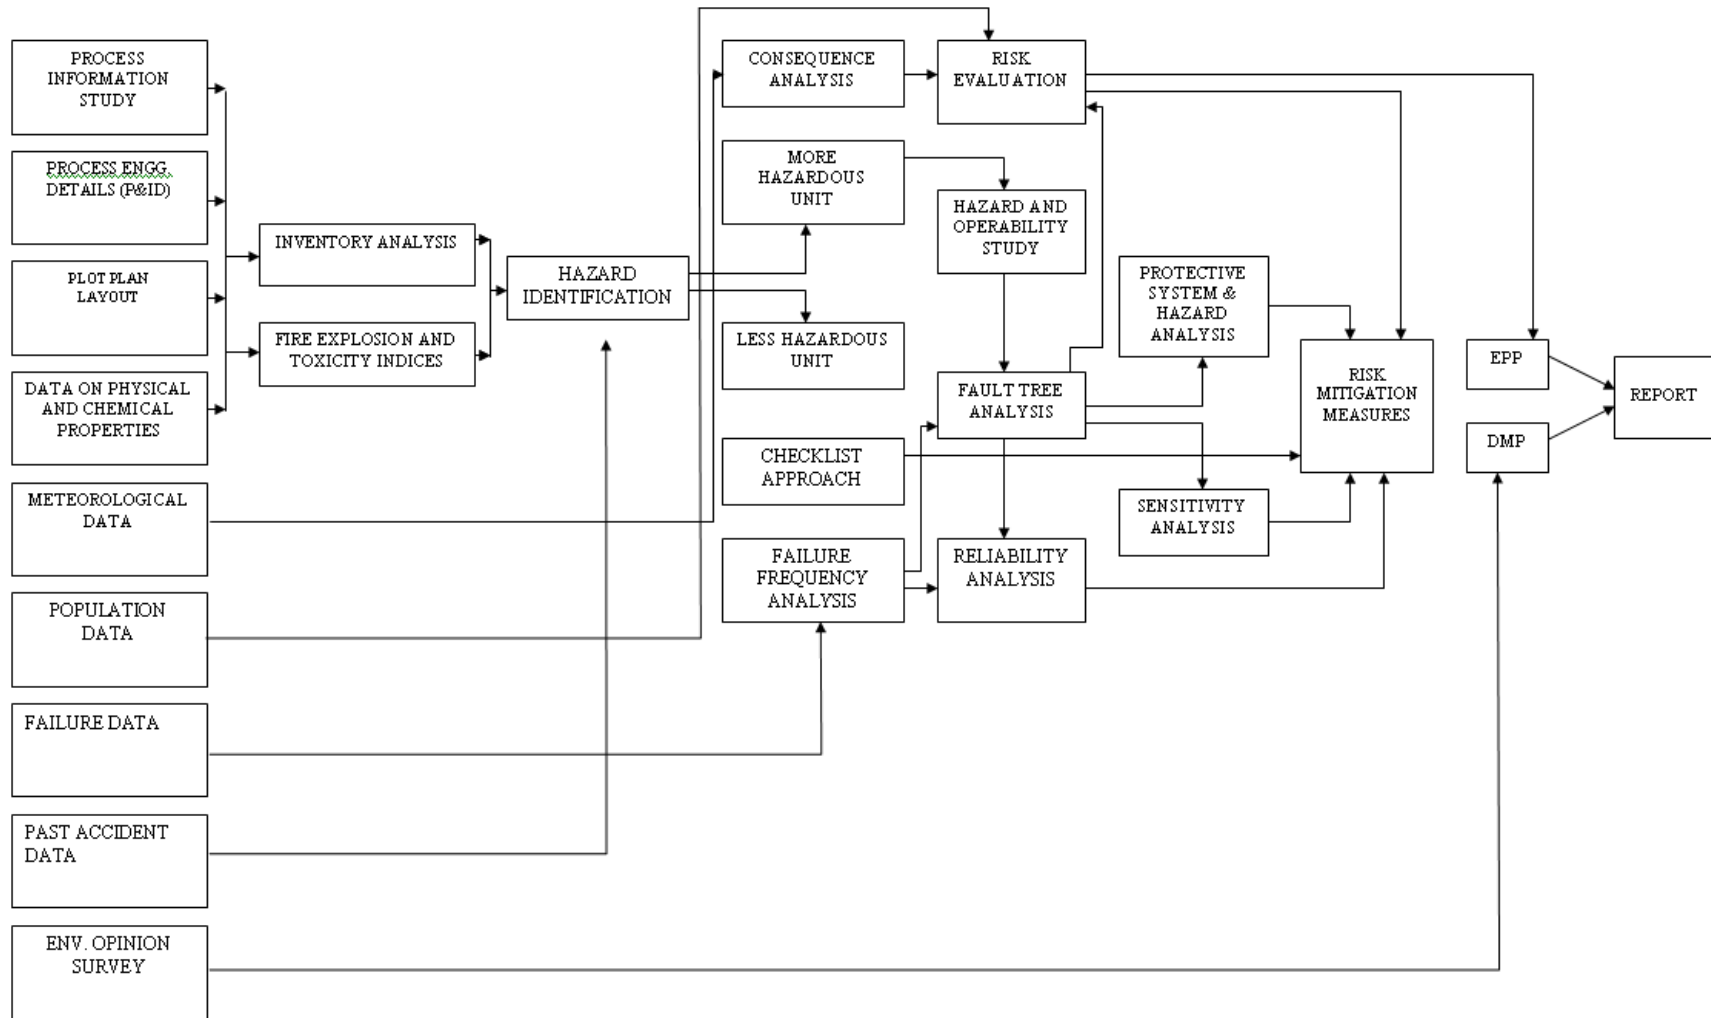 PROCESS
INFORMATION
STUDY
PROCESS ENGG.
DETAILS (P&ID)
PLOT PLAN
LAYOUT
DATA ON PHYSICAL
AND CHEMICAL
PROPERTIES
METEOROLOGICAL
DATA
POPULATION
DATA
FAILURE DATA
PAST ACCIDENT
DATA
ENV. OPINION
SURVEY
INVENTORY ANALYSIS
FIRE EXPLOSION AND
TOXICITY INDICES
HAZARD
IDENTIFICATION
CONSEQUENCE
ANALYSIS
MORE
HAZARDOUS
UNIT
LESS HAZARDOUS
UNIT
CHECKLIST
APPROACH
FAILURE
FREQUENCY
ANALYSIS
RISK
EVALUATION
HAZARD AND
OPERABILITY
STUDY
FAULT TREE
ANALYSIS
RELIABILITY
ANALYSIS
PROTECTIVE
SYSTEM &
HAZARD
ANALYSIS
SENSITIVITY
ANALYSIS
RISK
MITIGATION
MEASURES
EPP
DMP
REPORT